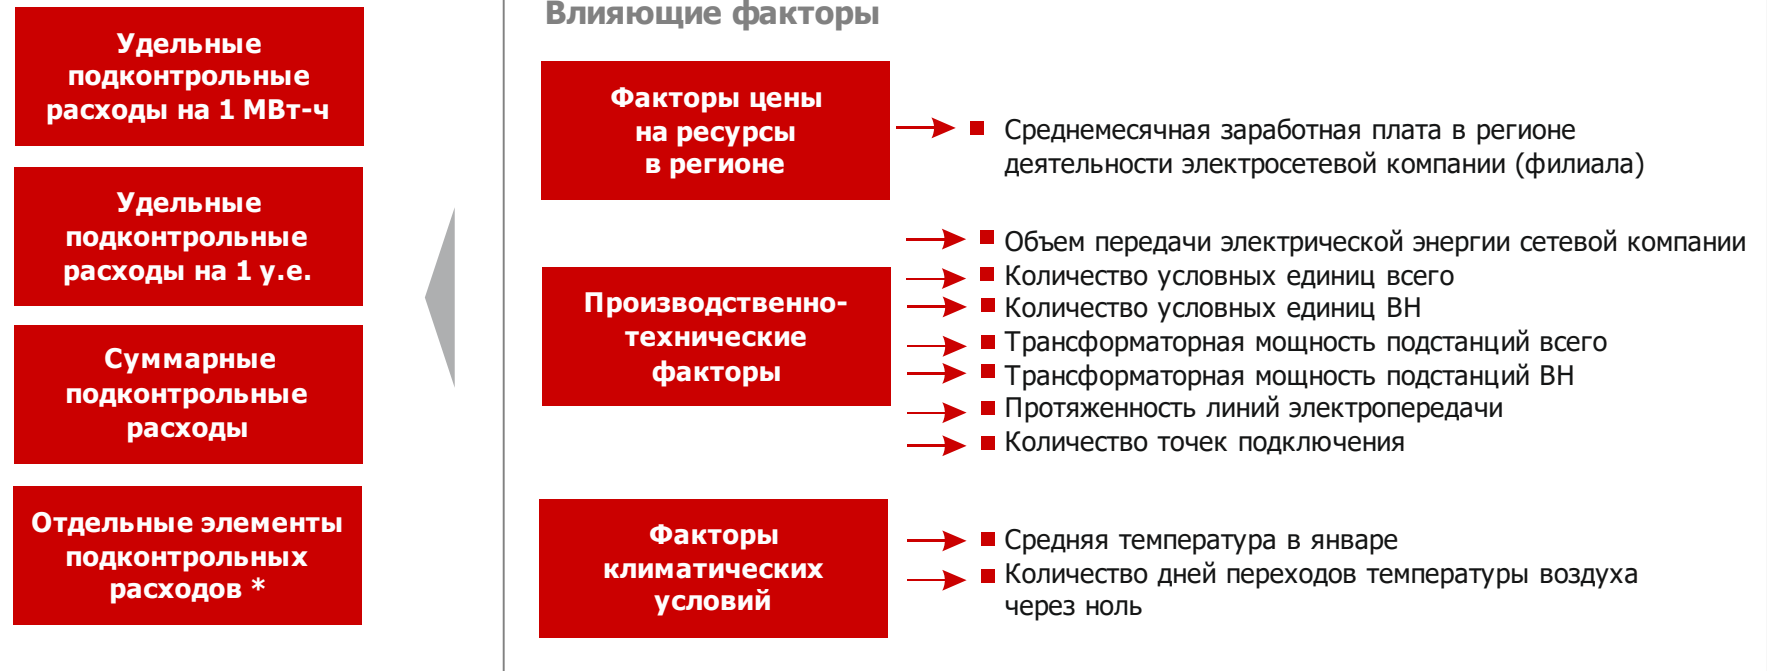 Удельные
подконтрольные
расходы на 1 МВт-ч
Удельные
подконтрольные
расходы на 1 у.е.
Суммарные
подконтрольные
расходы
Отдельные элементы
подконтрольных
расходов *
Влияющие факторы
Факторы цены
на ресурсы
в регионе
Среднемесячная заработная плата в регионе
деятельности электросетевой компании (филиала)
Производственно-
технические
факторы
Объем передачи электрической энергии сетевой компании
Количество условных единиц всего
Количество условных единиц ВН
Трансформаторная мощность подстанций всего
Трансформаторная мощность подстанций ВН
Протяженность линий электропередачи
Количество точек подключения
Факторы
климатических
условий
Средняя температура в январе
Количество дней переходов температуры воздуха
через ноль